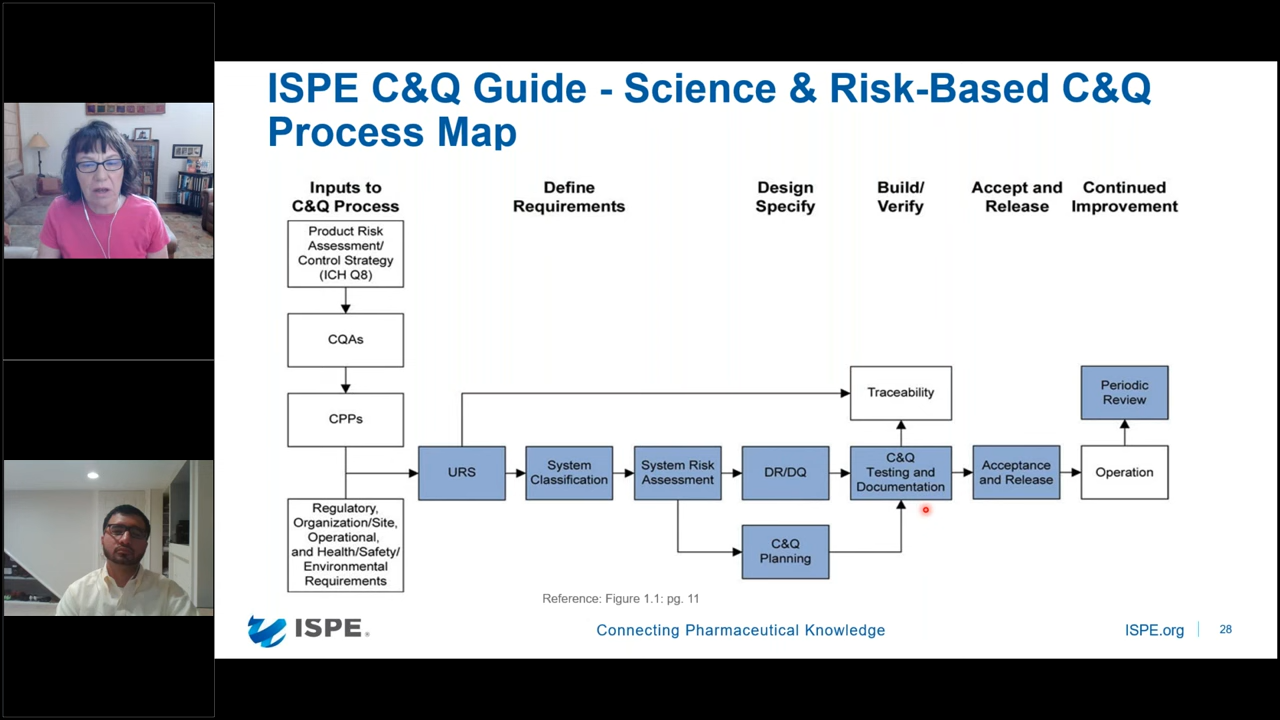 ISPE C&Q Guide - Science & Risk-Based C&Q
Process Map
Inputs to
C&Q Process
Define
Requirements
Design
Specify
Build/
Verify
Accept and
Release
Continued
Improvement
Product Risk
Assessment/
Control Strategy
(ICH Q8)
CQAs
CPPs
Regulatory,
Organization/Site,
Operational,
and Health/Safety/
Environmental
Requirements
URS
System
Classification
System Risk
Assessment
DR/DQ
C&Q
Planning
Traceability
C&Q
Testing and
Documentation
Acceptance
and Release
Periodic
Review
Operation
Reference: Figure 1.1: pg. 11
ISPE®
Connecting Pharmaceutical Knowledge
ISPE.org
28